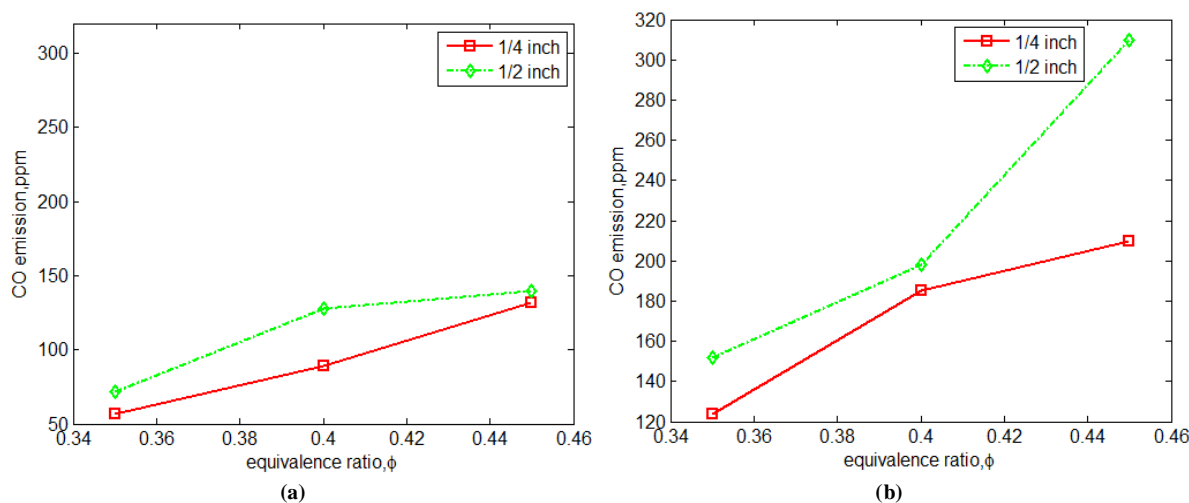 1/4 inch
1/2 inch
300
250
200
150
100
50
CO emission,ppm
0.34 0.36 0.38 0.4 0.42 0.44 0.46
equivalence ratio,ϕ
(a)
1/4 inch
1/2 inch
320
300
280
260
240
220
200
180
160
140
120
CO emission,ppm
0.34 0.36 0.38 0.4 0.42 0.44 0.46
equivalence ratio,ϕ
(b)